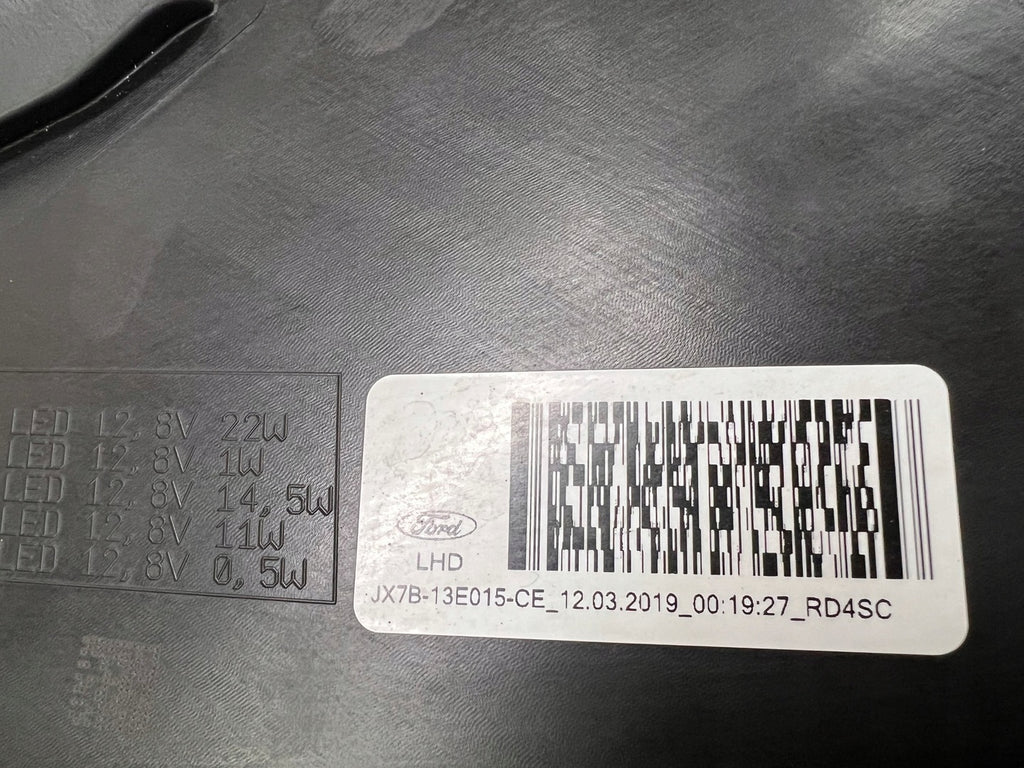 LED 12,8V 22W
LED 12,8V 1W
LED 12,8V 14,5W
LED 12,8V 11W
LED 12,8V 0,5W
Ford
LHD
JX7B-13E015-CE_12.03.2019_00:19:27_RD4SC